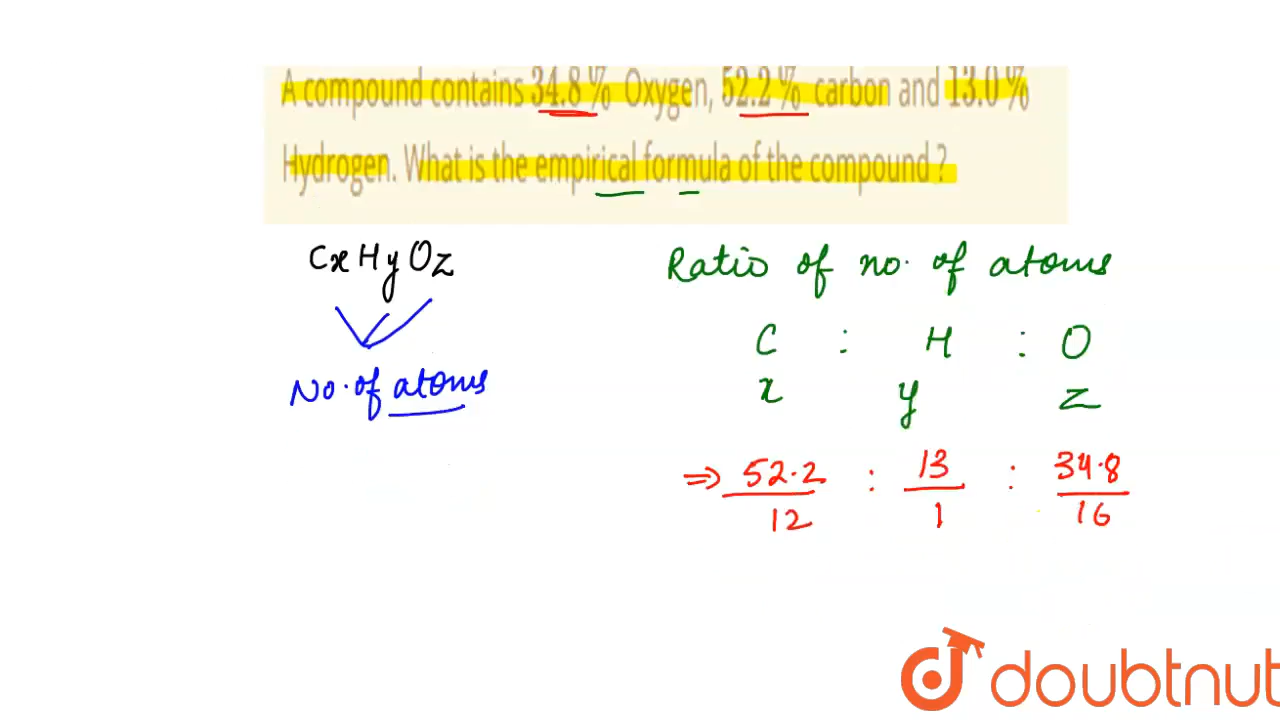 A compound contains 34.8% Oxygen, 52.2% carbon and 13.0%
Hydrogen. What is the empirical formula of the compound?
CxHyOz
No. of atoms
Ratio of no. of atoms
C : H : O
x y z
⇒ 52.2/12 : 13/1 : 34.8/16
doubtnut